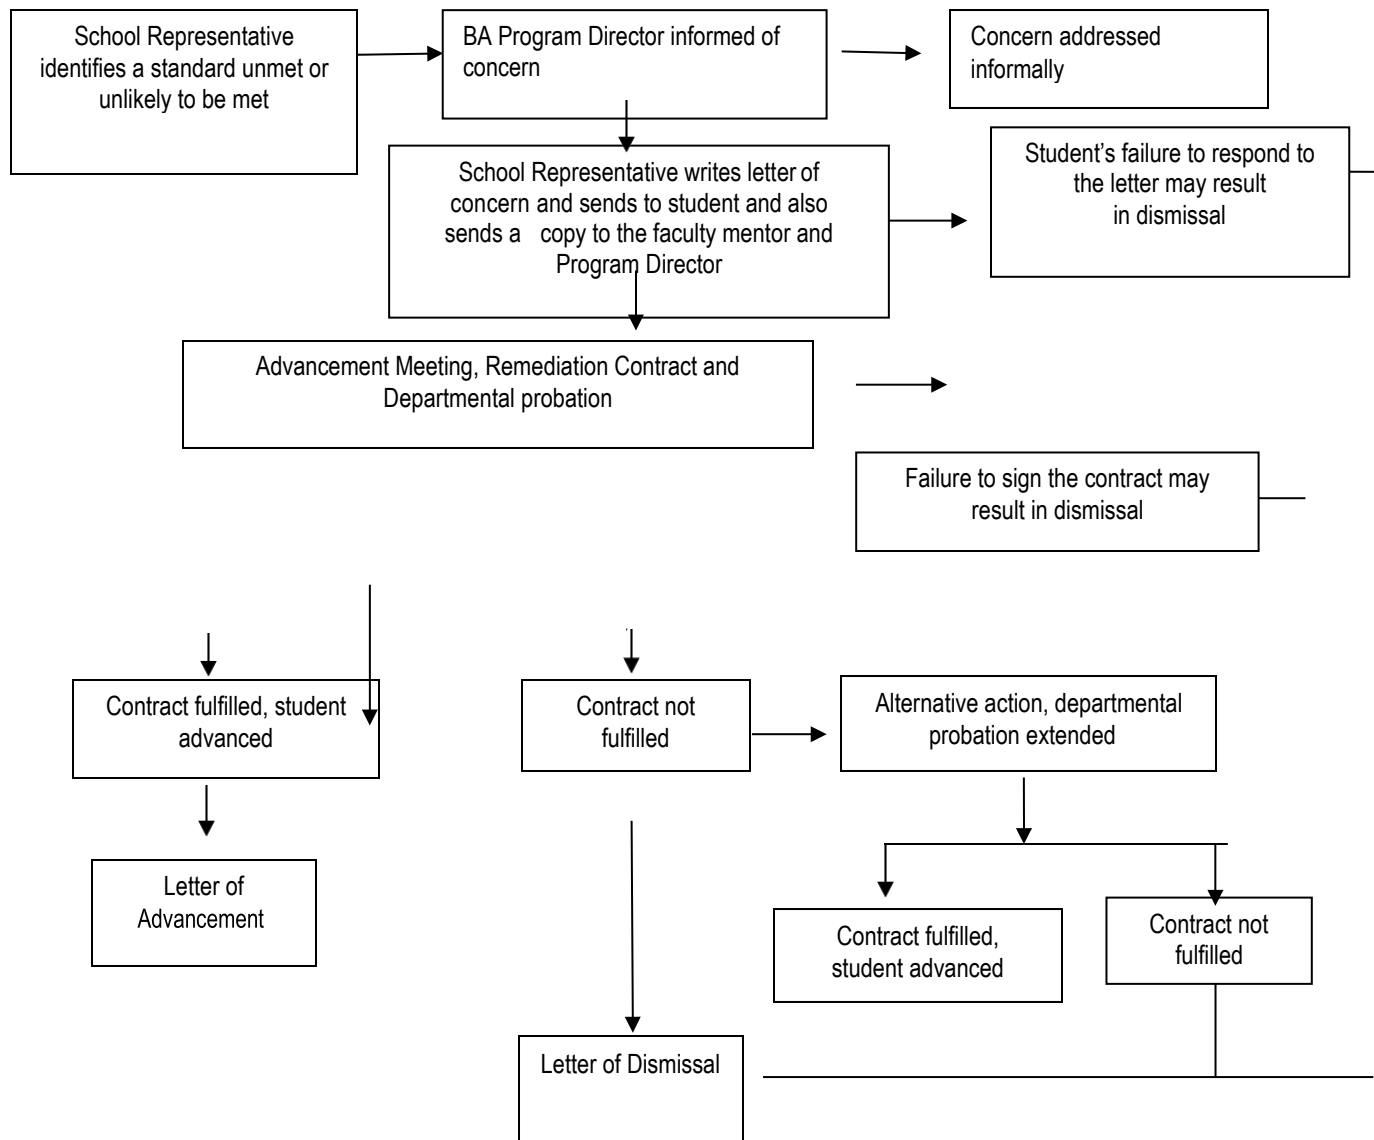 School Representative
identifies a standard unmet or
unlikely to be met
BA Program Director informed of
concern
Concern addressed
informally
School Representative writes letter of
concern and sends to student and also
sends a copy to the faculty mentor and
Program Director
Student’s failure to respond to
the letter may result
in dismissal
Advancement Meeting, Remediation Contract and
Departmental probation
Failure to sign the contract may
result in dismissal
Contract fulfilled, student
advanced
Contract not
fulfilled
Alternative action, departmental
probation extended
Letter of
Advancement
Contract fulfilled,
student advanced
Contract not
fulfilled
Letter of Dismissal